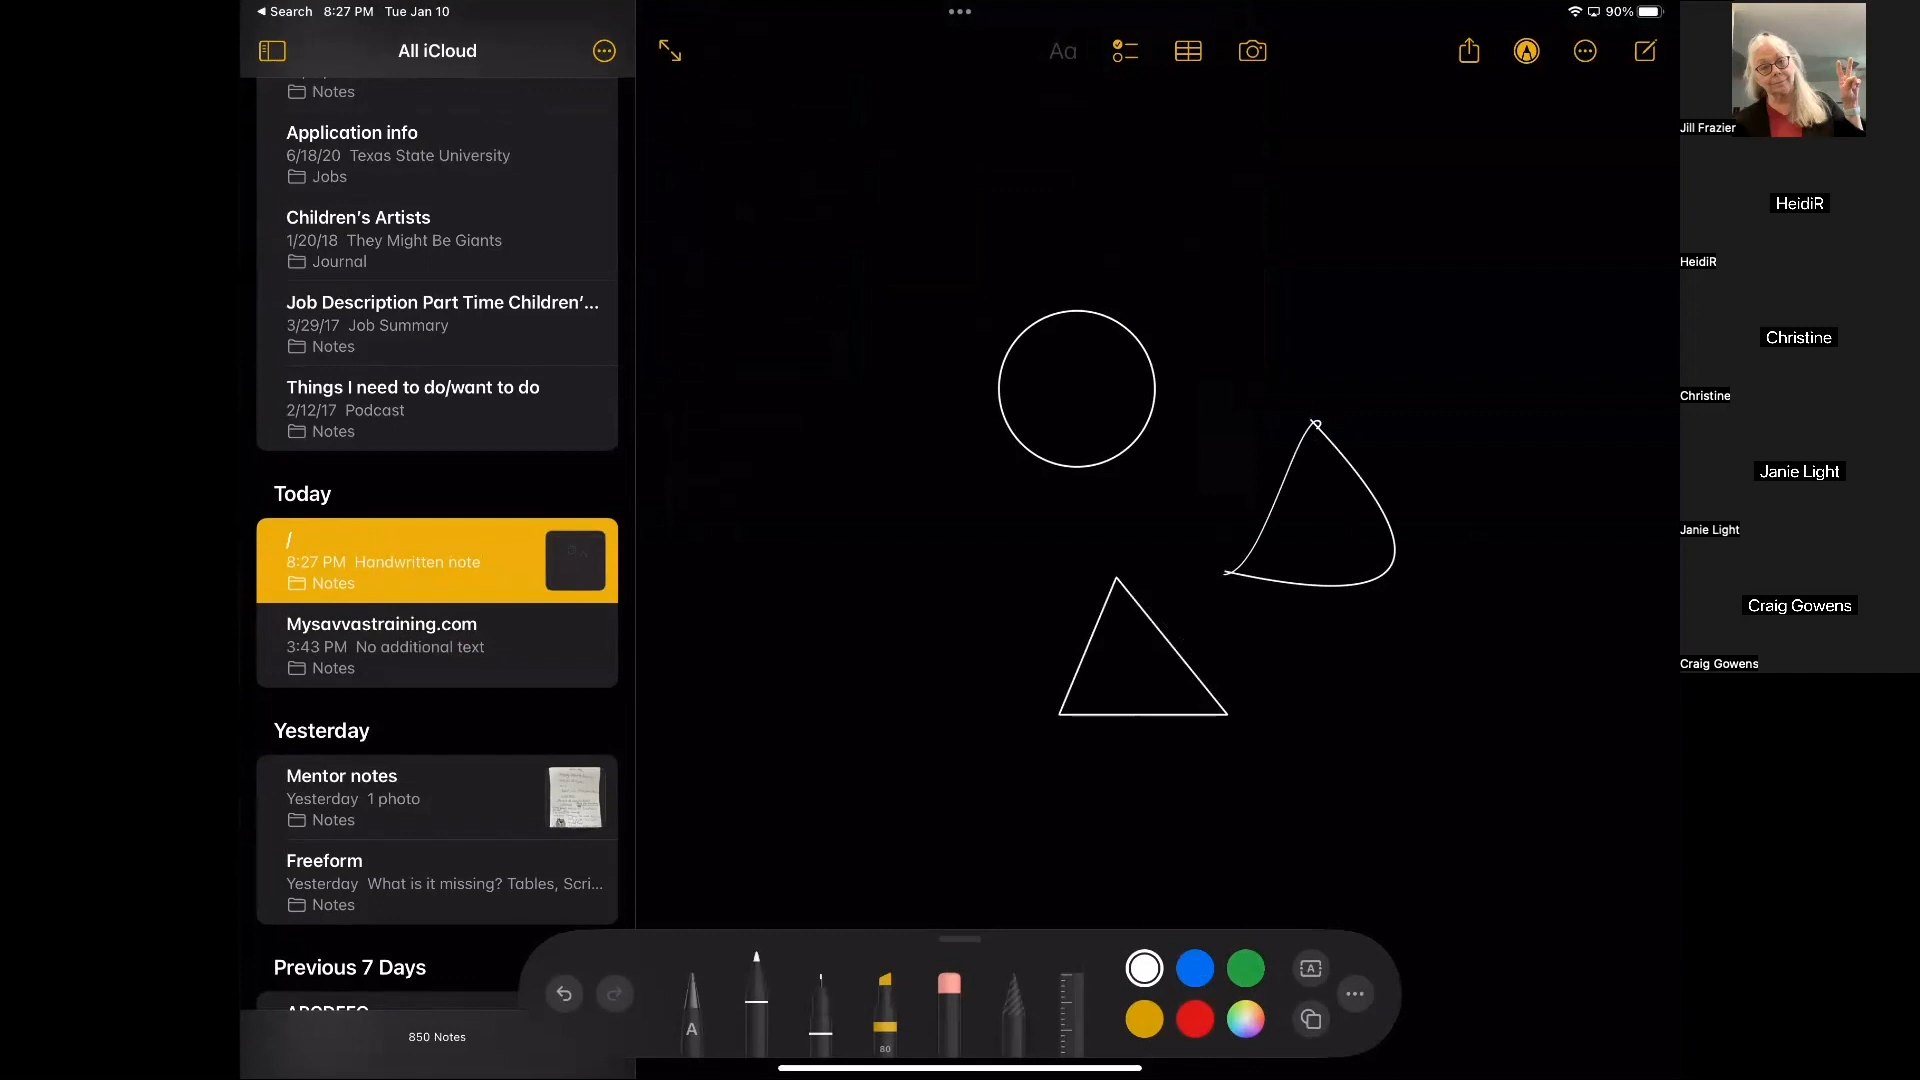 Search 8:27 PM Tue Jan 10
90%
All iCloud
Aa
Notes
Application info
6/18/20 Texas State University
Jobs
Children's Artists
1/20/18 They Might Be Giants
Journal
Job Description Part Time Children'...
3/29/17 Job Summary
Notes
Things I need to do/want to do
2/12/17 Podcast
Notes
Today
/
8:27 PM Handwritten note
Notes
Mysavvastraining.com
3:43 PM No additional text
Notes
Yesterday
Mentor notes
Yesterday 1 photo
Notes
Freeform
Yesterday What is it missing? Tables, Scri...
Notes
Previous 7 Days
850 Notes
A
80
A
Jill Frazier
HeidiR
HeidiR
Christine
Christine
Janie Light
Janie Light
Craig Gowens
Craig Gowens